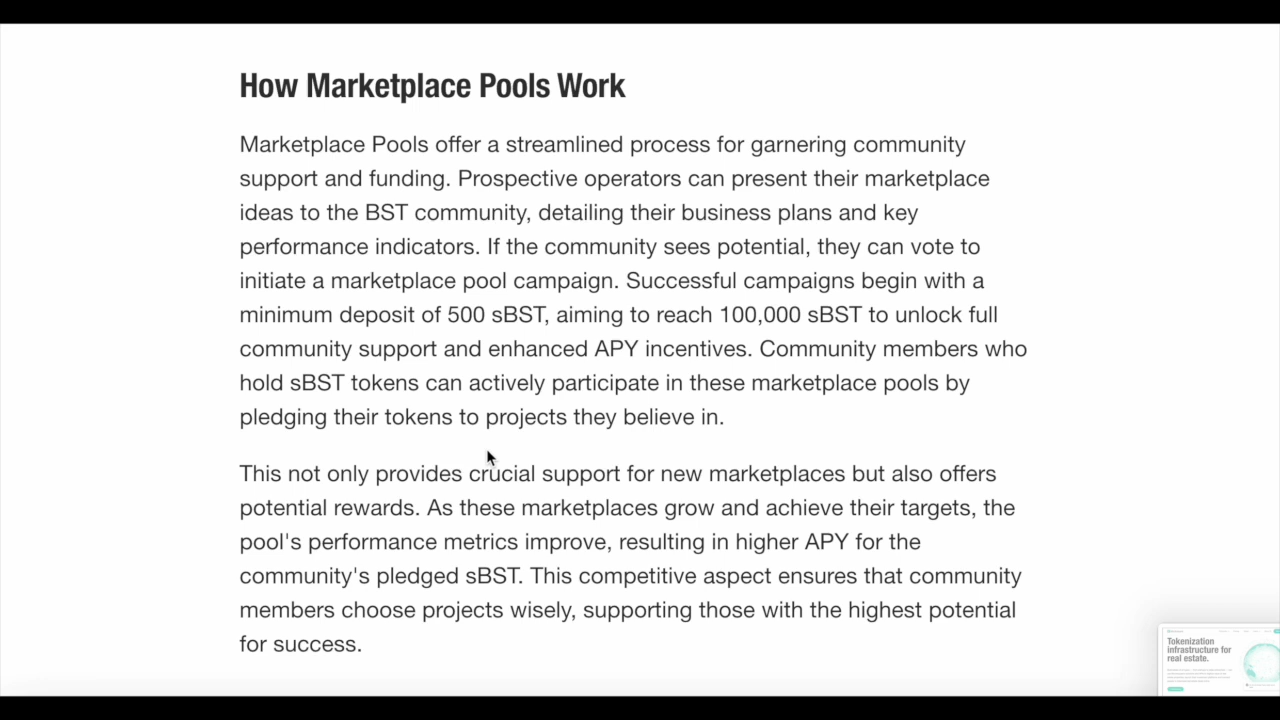 How Marketplace Pools Work
Marketplace Pools offer a streamlined process for garnering community
support and funding. Prospective operators can present their marketplace
ideas to the BST community, detailing their business plans and key
performance indicators. If the community sees potential, they can vote to
initiate a marketplace pool campaign. Successful campaigns begin with a
minimum deposit of 500 sBST, aiming to reach 100,000 sBST to unlock full
community support and enhanced APY incentives. Community members who
hold sBST tokens can actively participate in these marketplace pools by
pledging their tokens to projects they believe in.
This not only provides crucial support for new marketplaces but also offers
potential rewards. As these marketplaces grow and achieve their targets, the
pool's performance metrics improve, resulting in higher APY for the
community's pledged sBST. This competitive aspect ensures that community
members choose projects wisely, supporting those with the highest potential
for success.
Tokenization
infrastructure for
real estate.